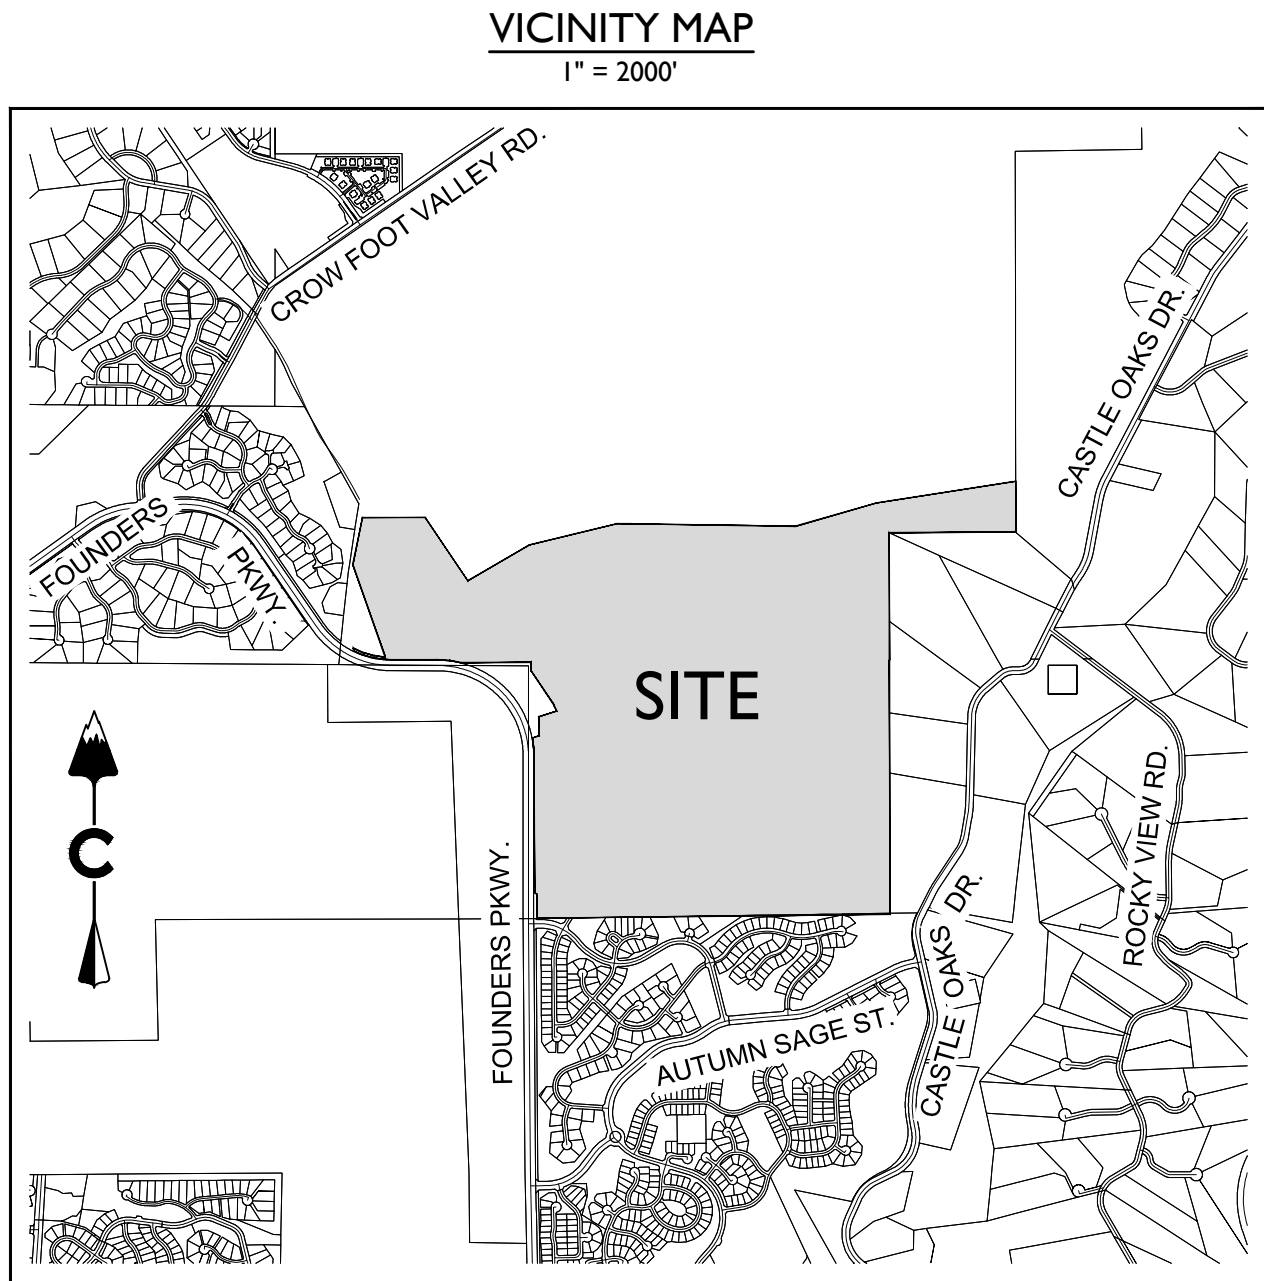 VICINITY MAP
1" = 2000'
CROW FOOT VALLEY RD.
CASTLE OAKS DR.
FOUNDERS
PKWY.
SITE
ROCKY VIEW RD.
C
FOUNDERS PKWY.
CASTLE OAKS DR.
AUTUMN SAGE ST.